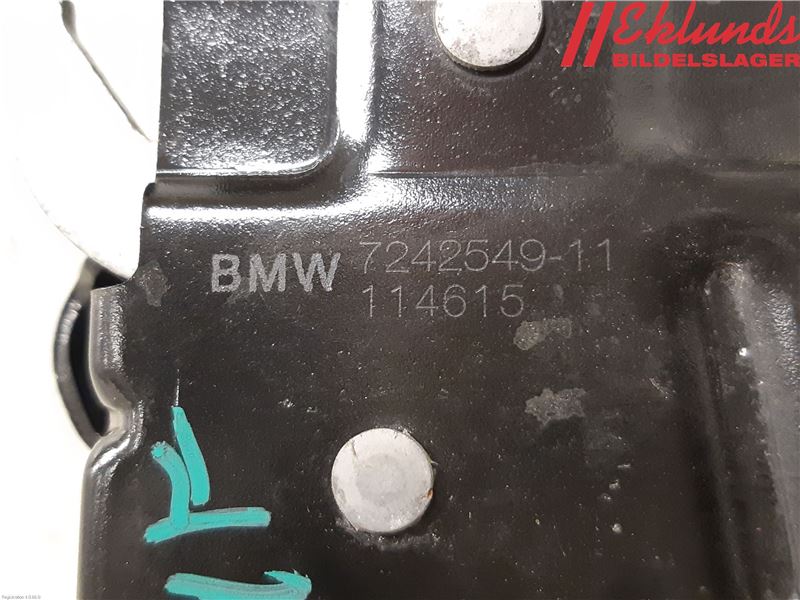 Eklunds
BILDELSLAGER
BMW 7242549-11
114615